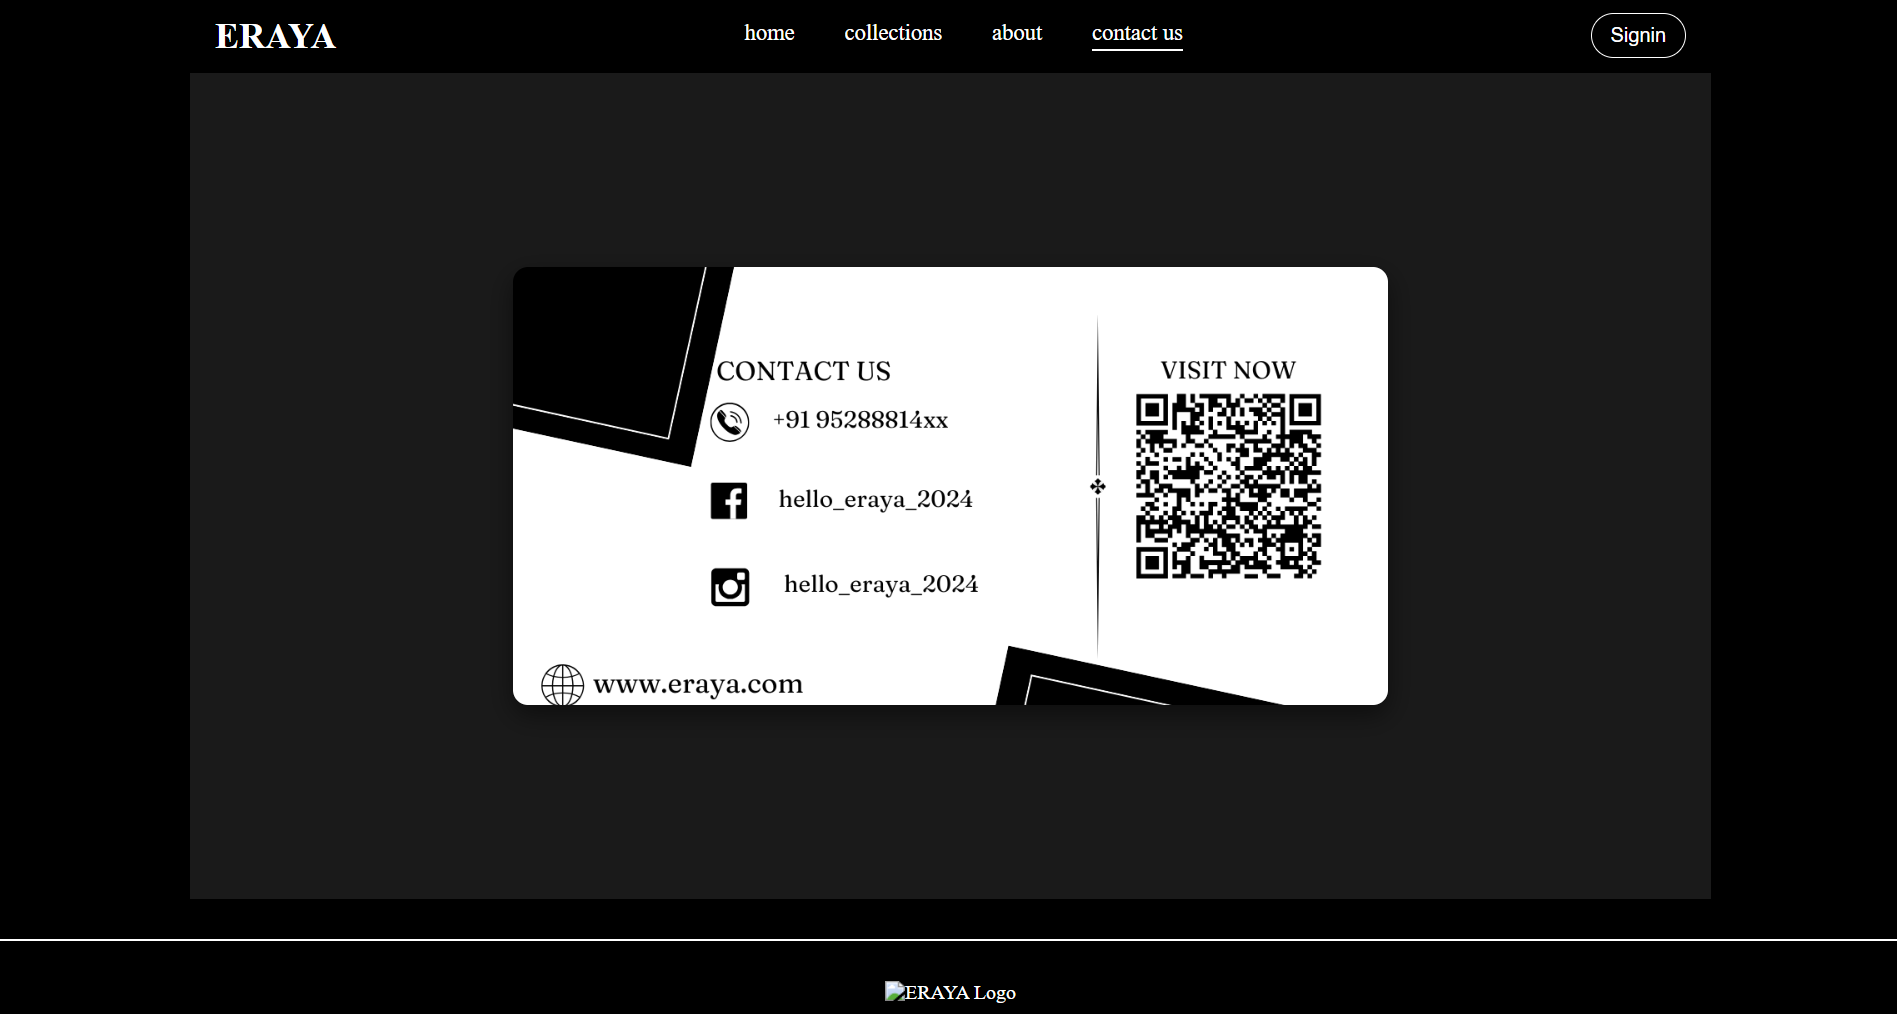 ERAYA
home collections about contact us
Signin
CONTACT US
+91 95288814xx
hello_eraya_2024
hello_eraya_2024
www.eraya.com
VISIT NOW
ERAYA Logo